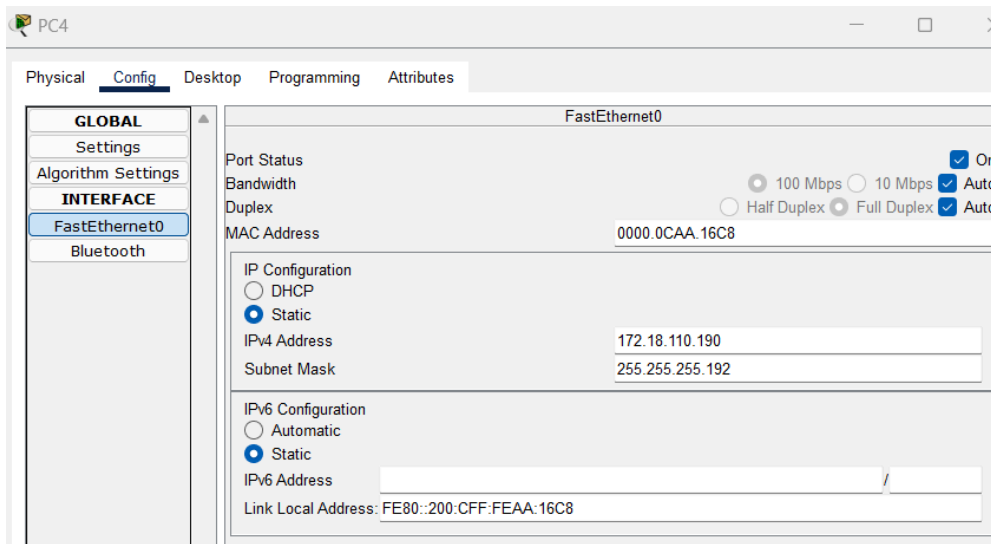 PC4
Physical Config Desktop Programming Attributes
GLOBAL
Settings
Algorithm Settings
INTERFACE
FastEthernet0
Bluetooth
FastEthernet0
Port Status On
Bandwidth 100 Mbps 10 Mbps Auto
Duplex Half Duplex Full Duplex Auto
MAC Address 0000.0CAA.16C8
IP Configuration
DHCP
Static
IPv4 Address 172.18.110.190
Subnet Mask 255.255.255.192
IPv6 Configuration
Automatic
Static
IPv6 Address /
Link Local Address: FE80::200:CFF:FEAA:16C8